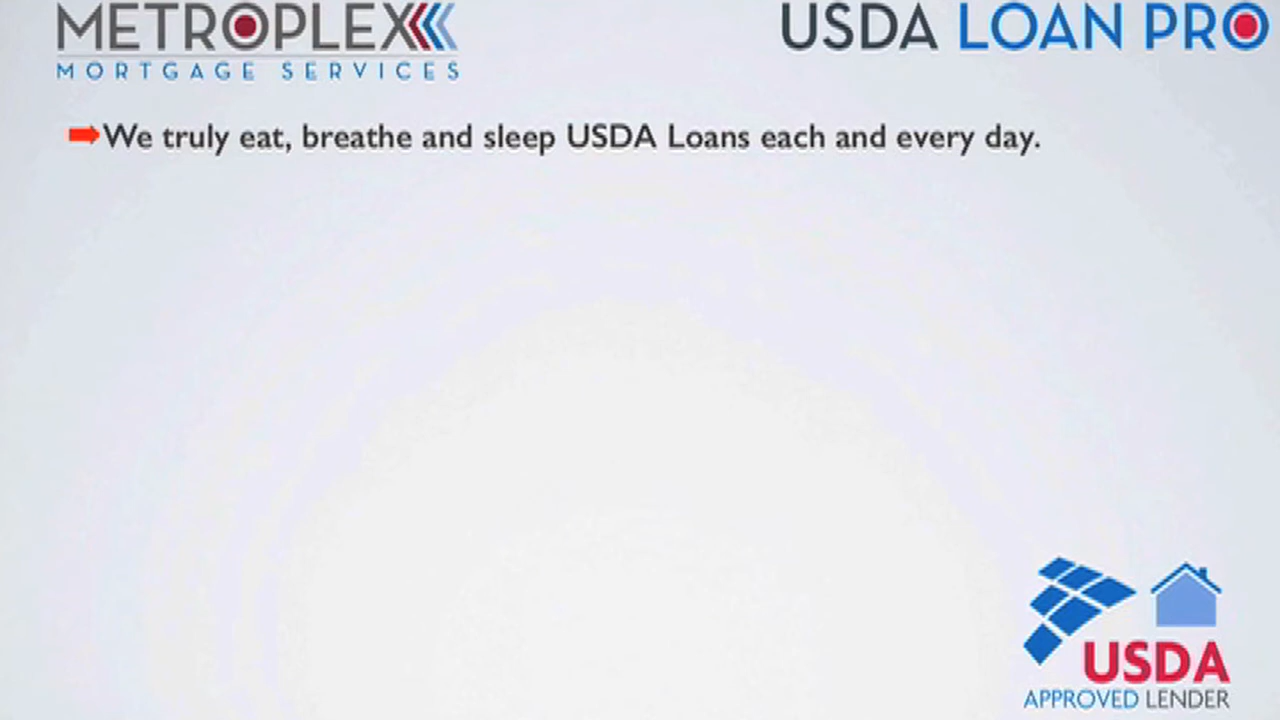 METROPLEX
MORTGAGE SERVICES
USDA LOAN PRO
We truly eat, breathe and sleep USDA Loans each and every day.
USDA
APPROVED LENDER